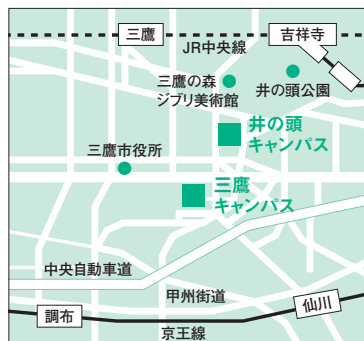 三鷹
吉祥寺
JR中央線
三鷹の森
ジブリ美術館
井の頭公園
井の頭
キャンパス
三鷹市役所
三鷹
キャンパス
中央自動車道
甲州街道
仙川
調布
京王線